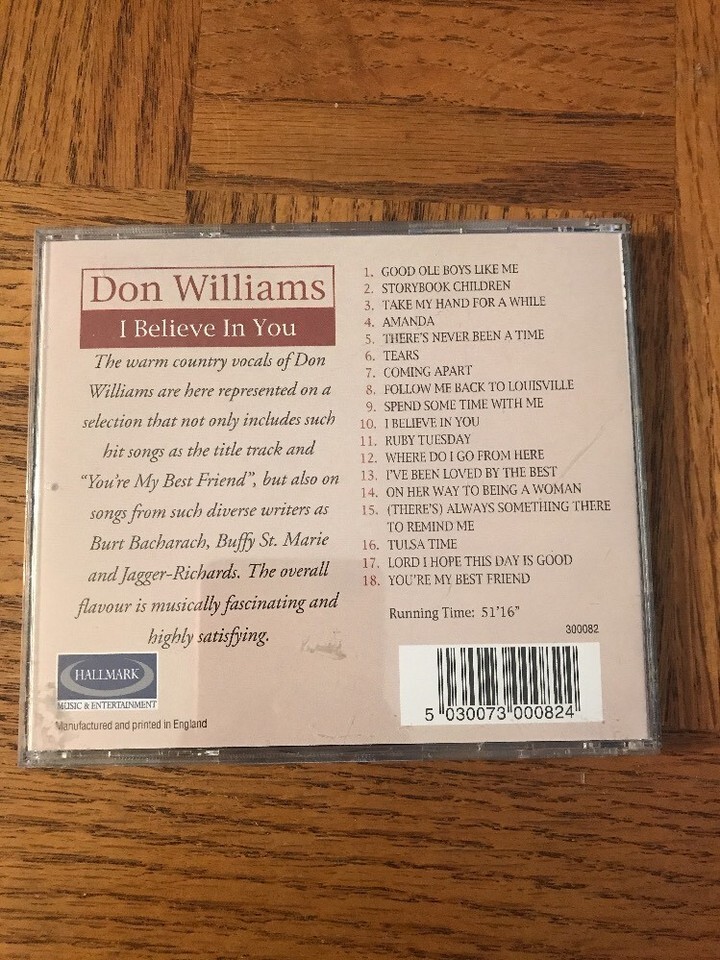 Don Williams
I Believe In You
The warm country vocals of Don
Williams are here represented on a
selection that not only includes such
hit songs as the title track and
"You're My Best Friend", but also on
songs from such diverse writers as
Burt Bacharach, Buffy St. Marie
and Jagger-Richards. The overall
flavour is musically fascinating and
highly satisfying.
HALLMARK
MUSIC & ENTERTAINMENT
Manufactured and printed in England
1. GOOD OLE BOYS LIKE ME
2. STORYBOOK CHILDREN
3. TAKE MY HAND FOR A WHILE
4. AMANDA
5. THERE'S NEVER BEEN A TIME
6. TEARS
7. COMING APART
8. FOLLOW ME BACK TO LOUISVILLE
9. SPEND SOME TIME WITH ME
10. I BELIEVE IN YOU
11. RUBY TUESDAY
12. WHERE DO I GO FROM HERE
13. I'VE BEEN LOVED BY THE BEST
14. ON HER WAY TO BEING A WOMAN
15. (THERE'S) ALWAYS SOMETHING THERE
TO REMIND ME
16. TULSA TIME
17. LORD I HOPE THIS DAY IS GOOD
18. YOU'RE MY BEST FRIEND
Running Time: 51'16"
300082
5 030073 000824